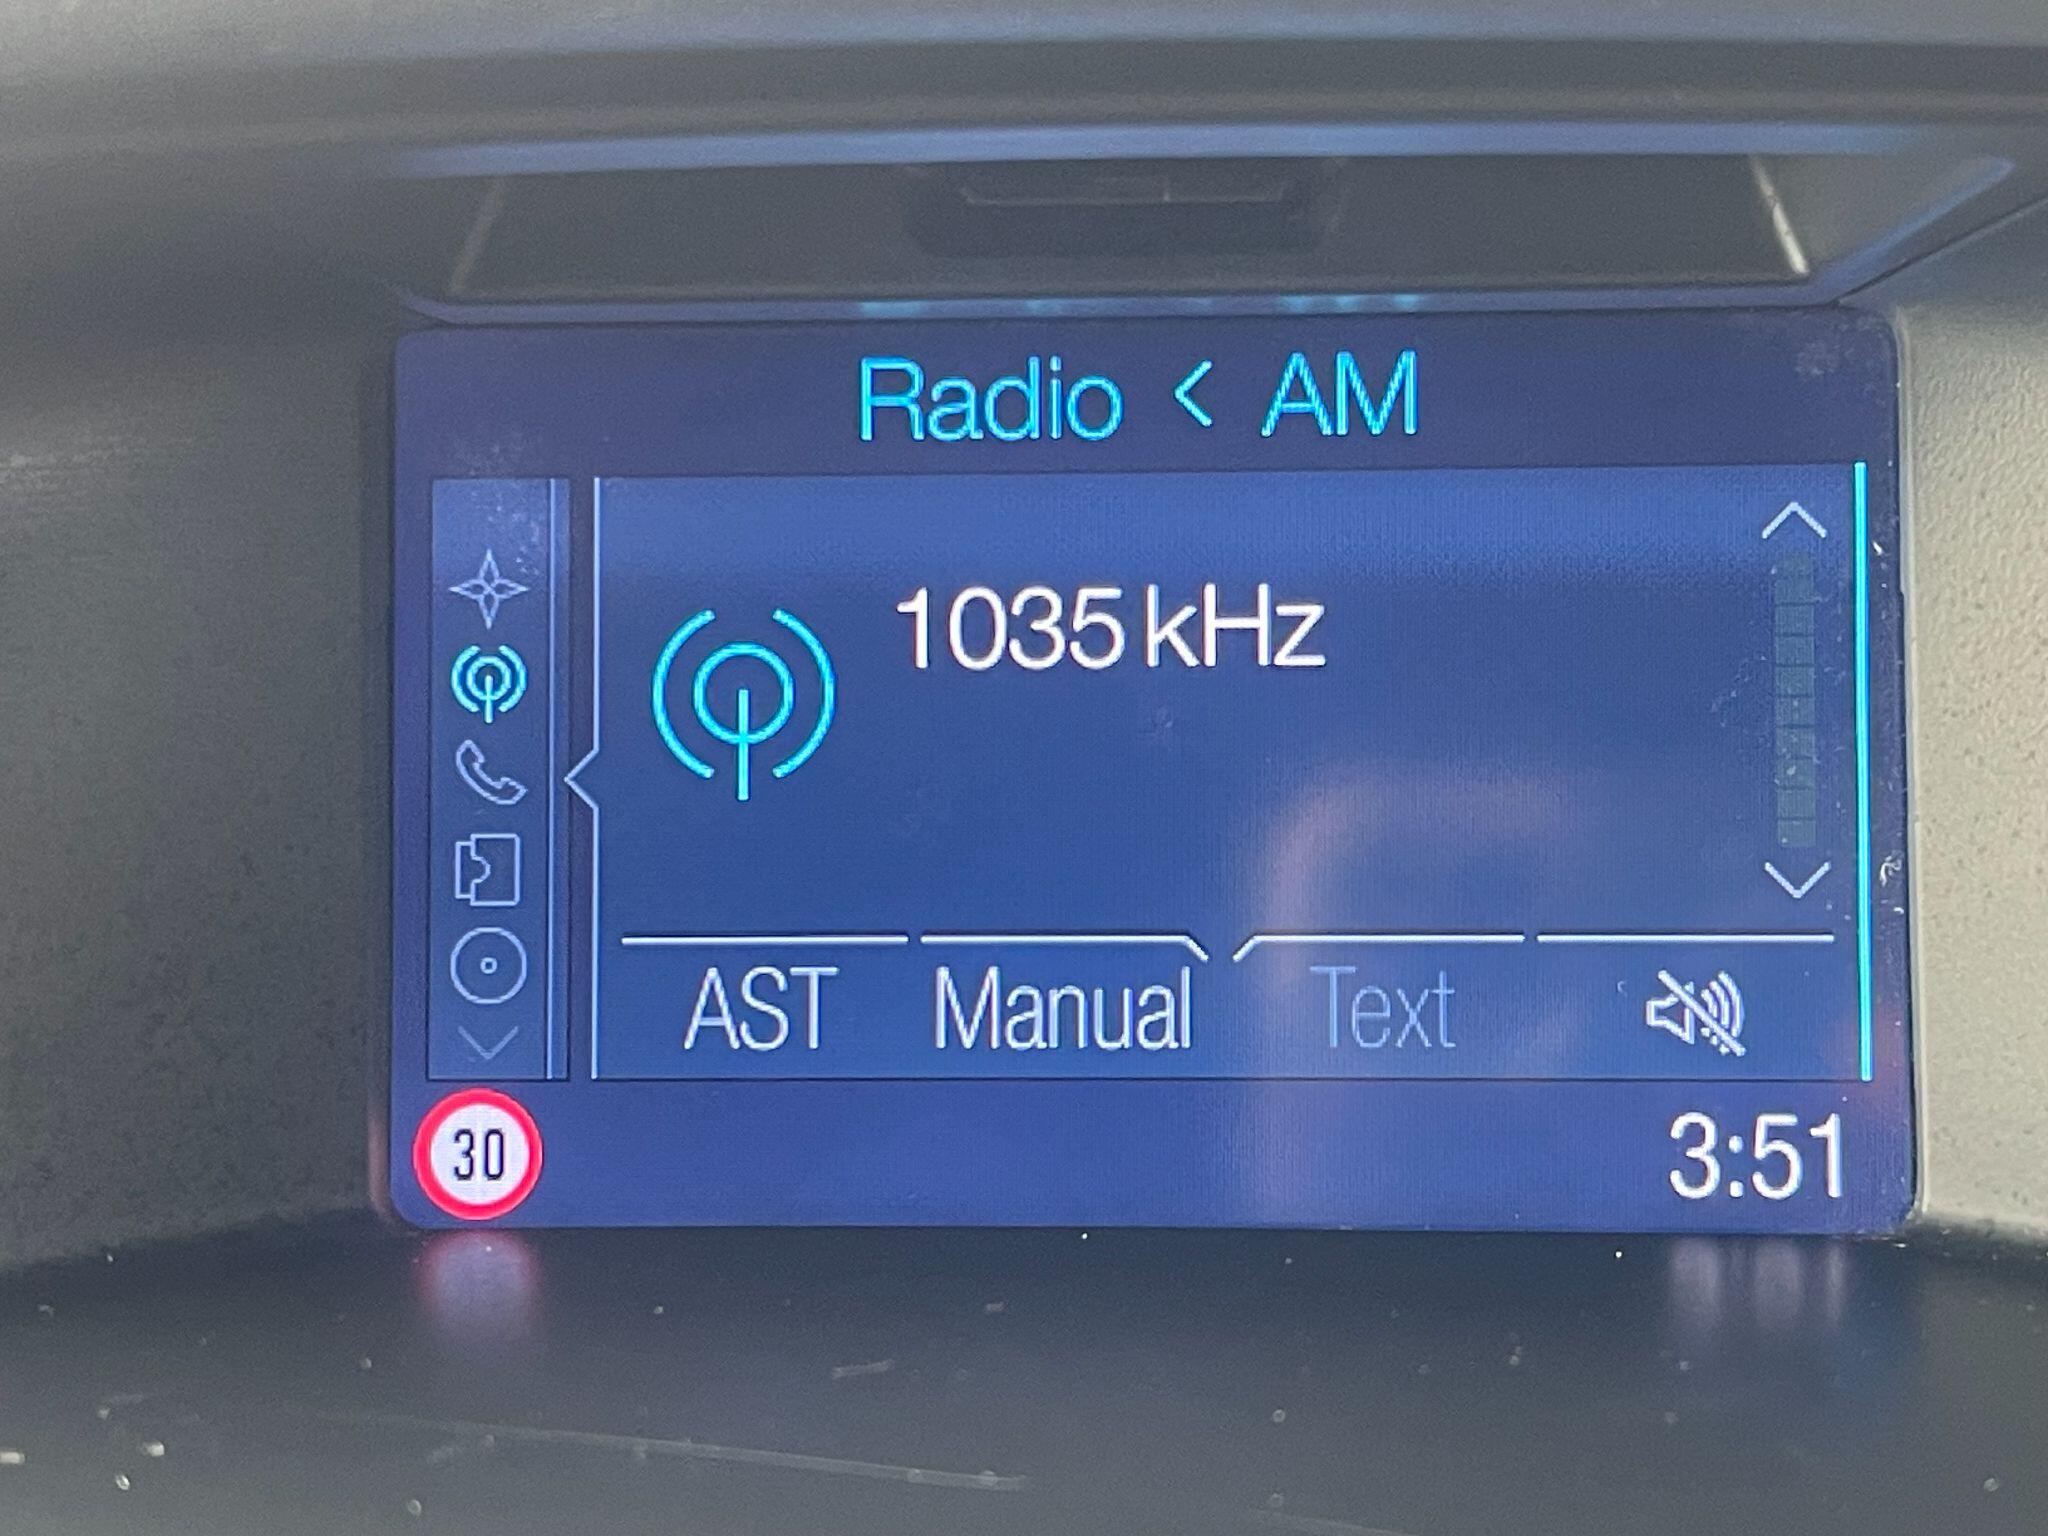 Radio < AM
1035 kHz
AST Manual Text
30
3:51